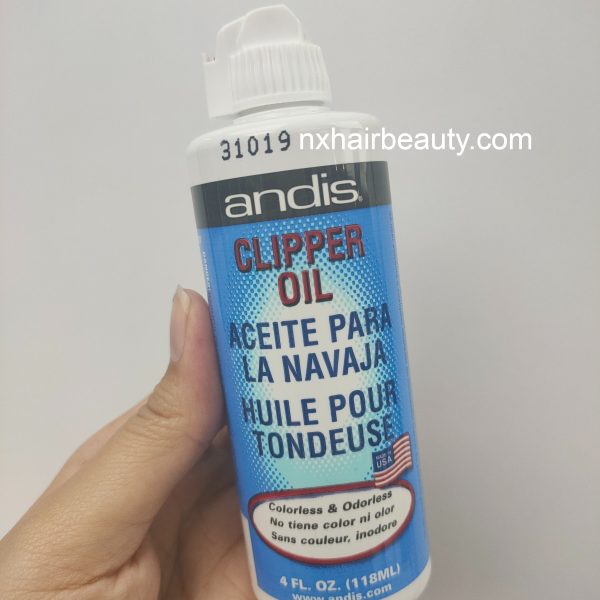 31019
nxhairbeauty.com
andis®
CLIPPER
OIL
ACEITE PARA
LA NAVAJA
HUILE POUR
TONDEUSE
MADE IN
USA
Colorless & Odorless
No tiene color ni olor
Sans couleur, inodore
4 FL. OZ. (118ML)
www.andis.com